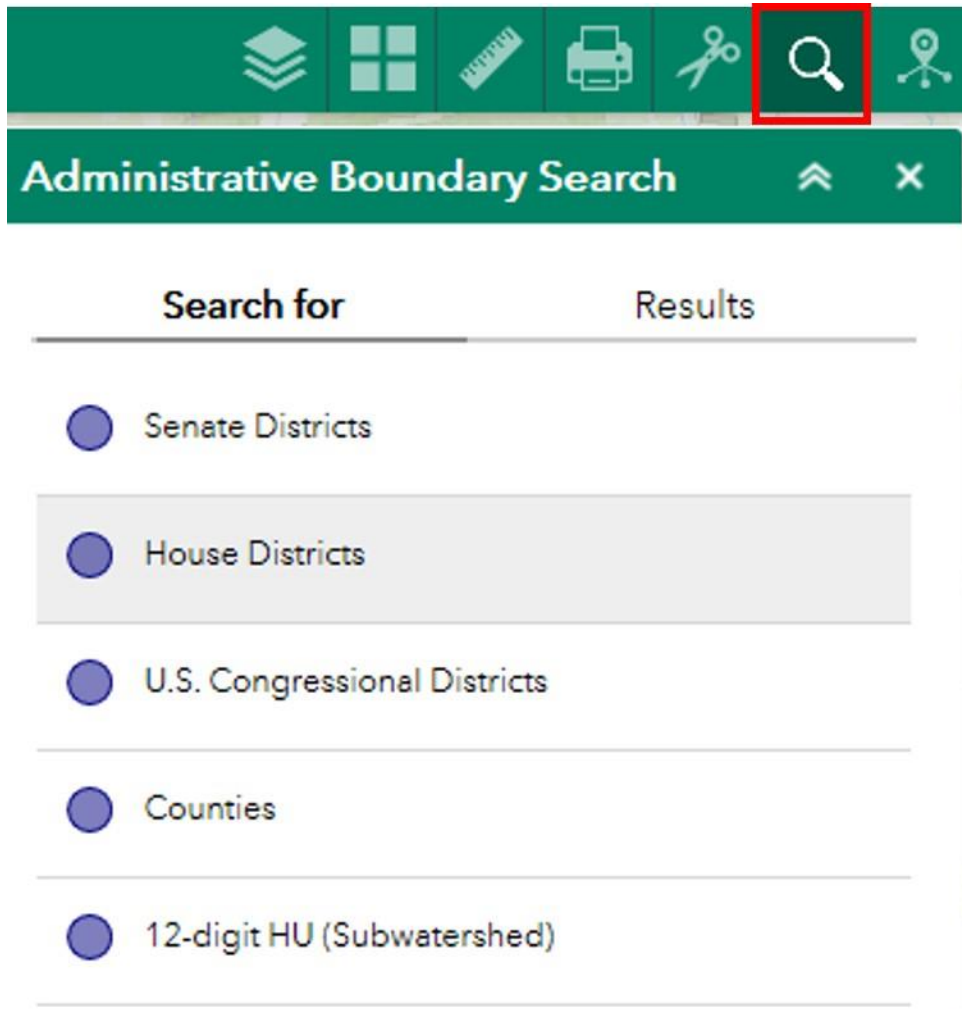 Administrative Boundary Search
Search for Results
Senate Districts
House Districts
U.S. Congressional Districts
Counties
12-digit HU (Subwatershed)